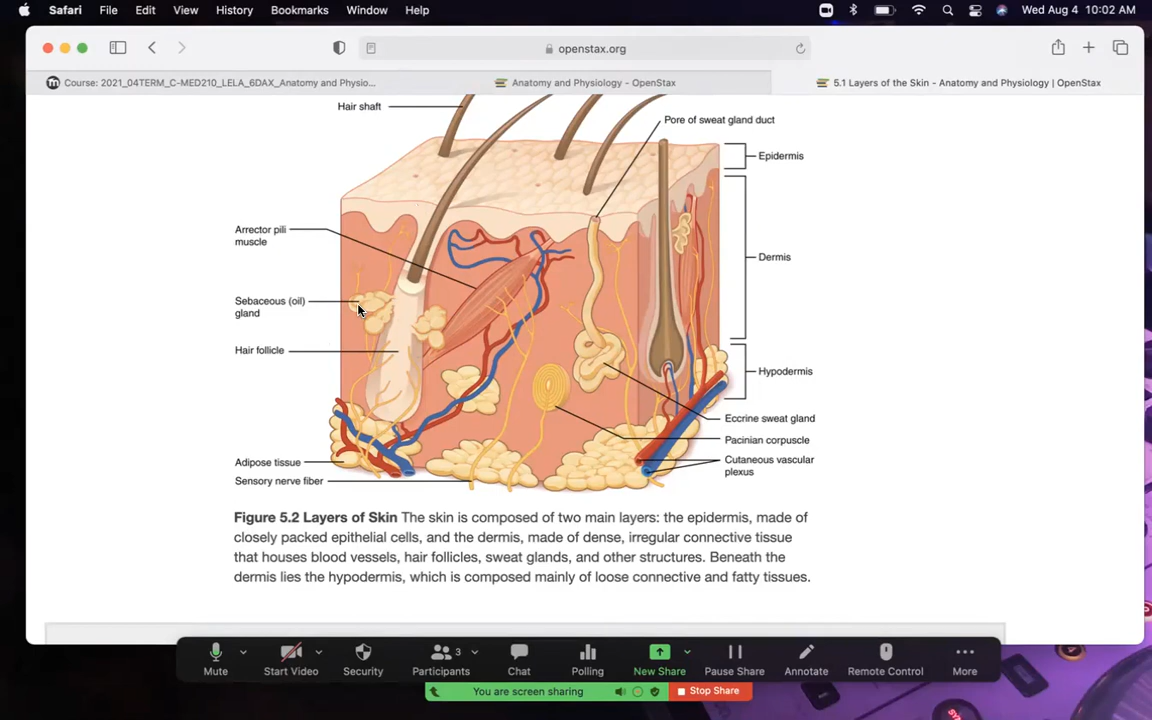 Safari File Edit View History Bookmarks Window Help Wed Aug 4 10:02 AM
openstax.org
Course: 2021_04TERM_C-MED210_LELA_6DAX_Anatomy and Physio...
Anatomy and Physiology - OpenStax
5.1 Layers of the Skin - Anatomy and Physiology | OpenStax
Hair shaft
Pore of sweat gland duct
Epidermis
Arrector pili
muscle
Dermis
Sebaceous (oil)
gland
Hair follicle
Hypodermis
Eccrine sweat gland
Pacinian corpuscle
Cutaneous vascular
plexus
Adipose tissue
Sensory nerve fiber
Figure 5.2 Layers of Skin The skin is composed of two main layers: the epidermis, made of
closely packed epithelial cells, and the dermis, made of dense, irregular connective tissue
that houses blood vessels, hair follicles, sweat glands, and other structures. Beneath the
dermis lies the hypodermis, which is composed mainly of loose connective and fatty tissues.
3
Mute Start Video Security Participants Chat Polling New Share Pause Share Annotate Remote Control More
You are screen sharing Stop Share